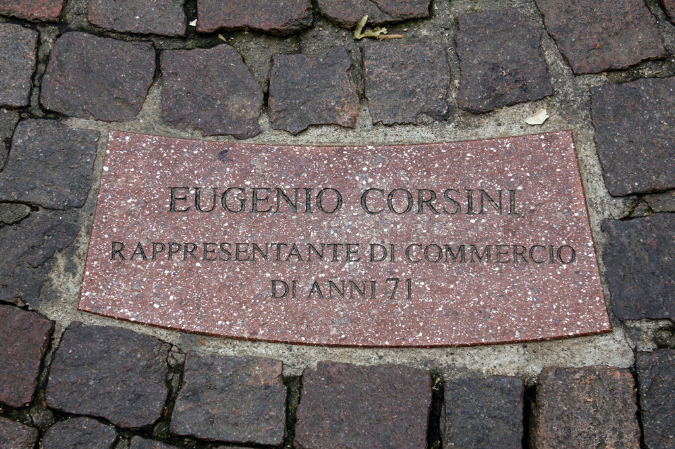 EUGENIO CORSINI
RAPPRESENTANTE DI COMMERCIO
DI ANNI 71